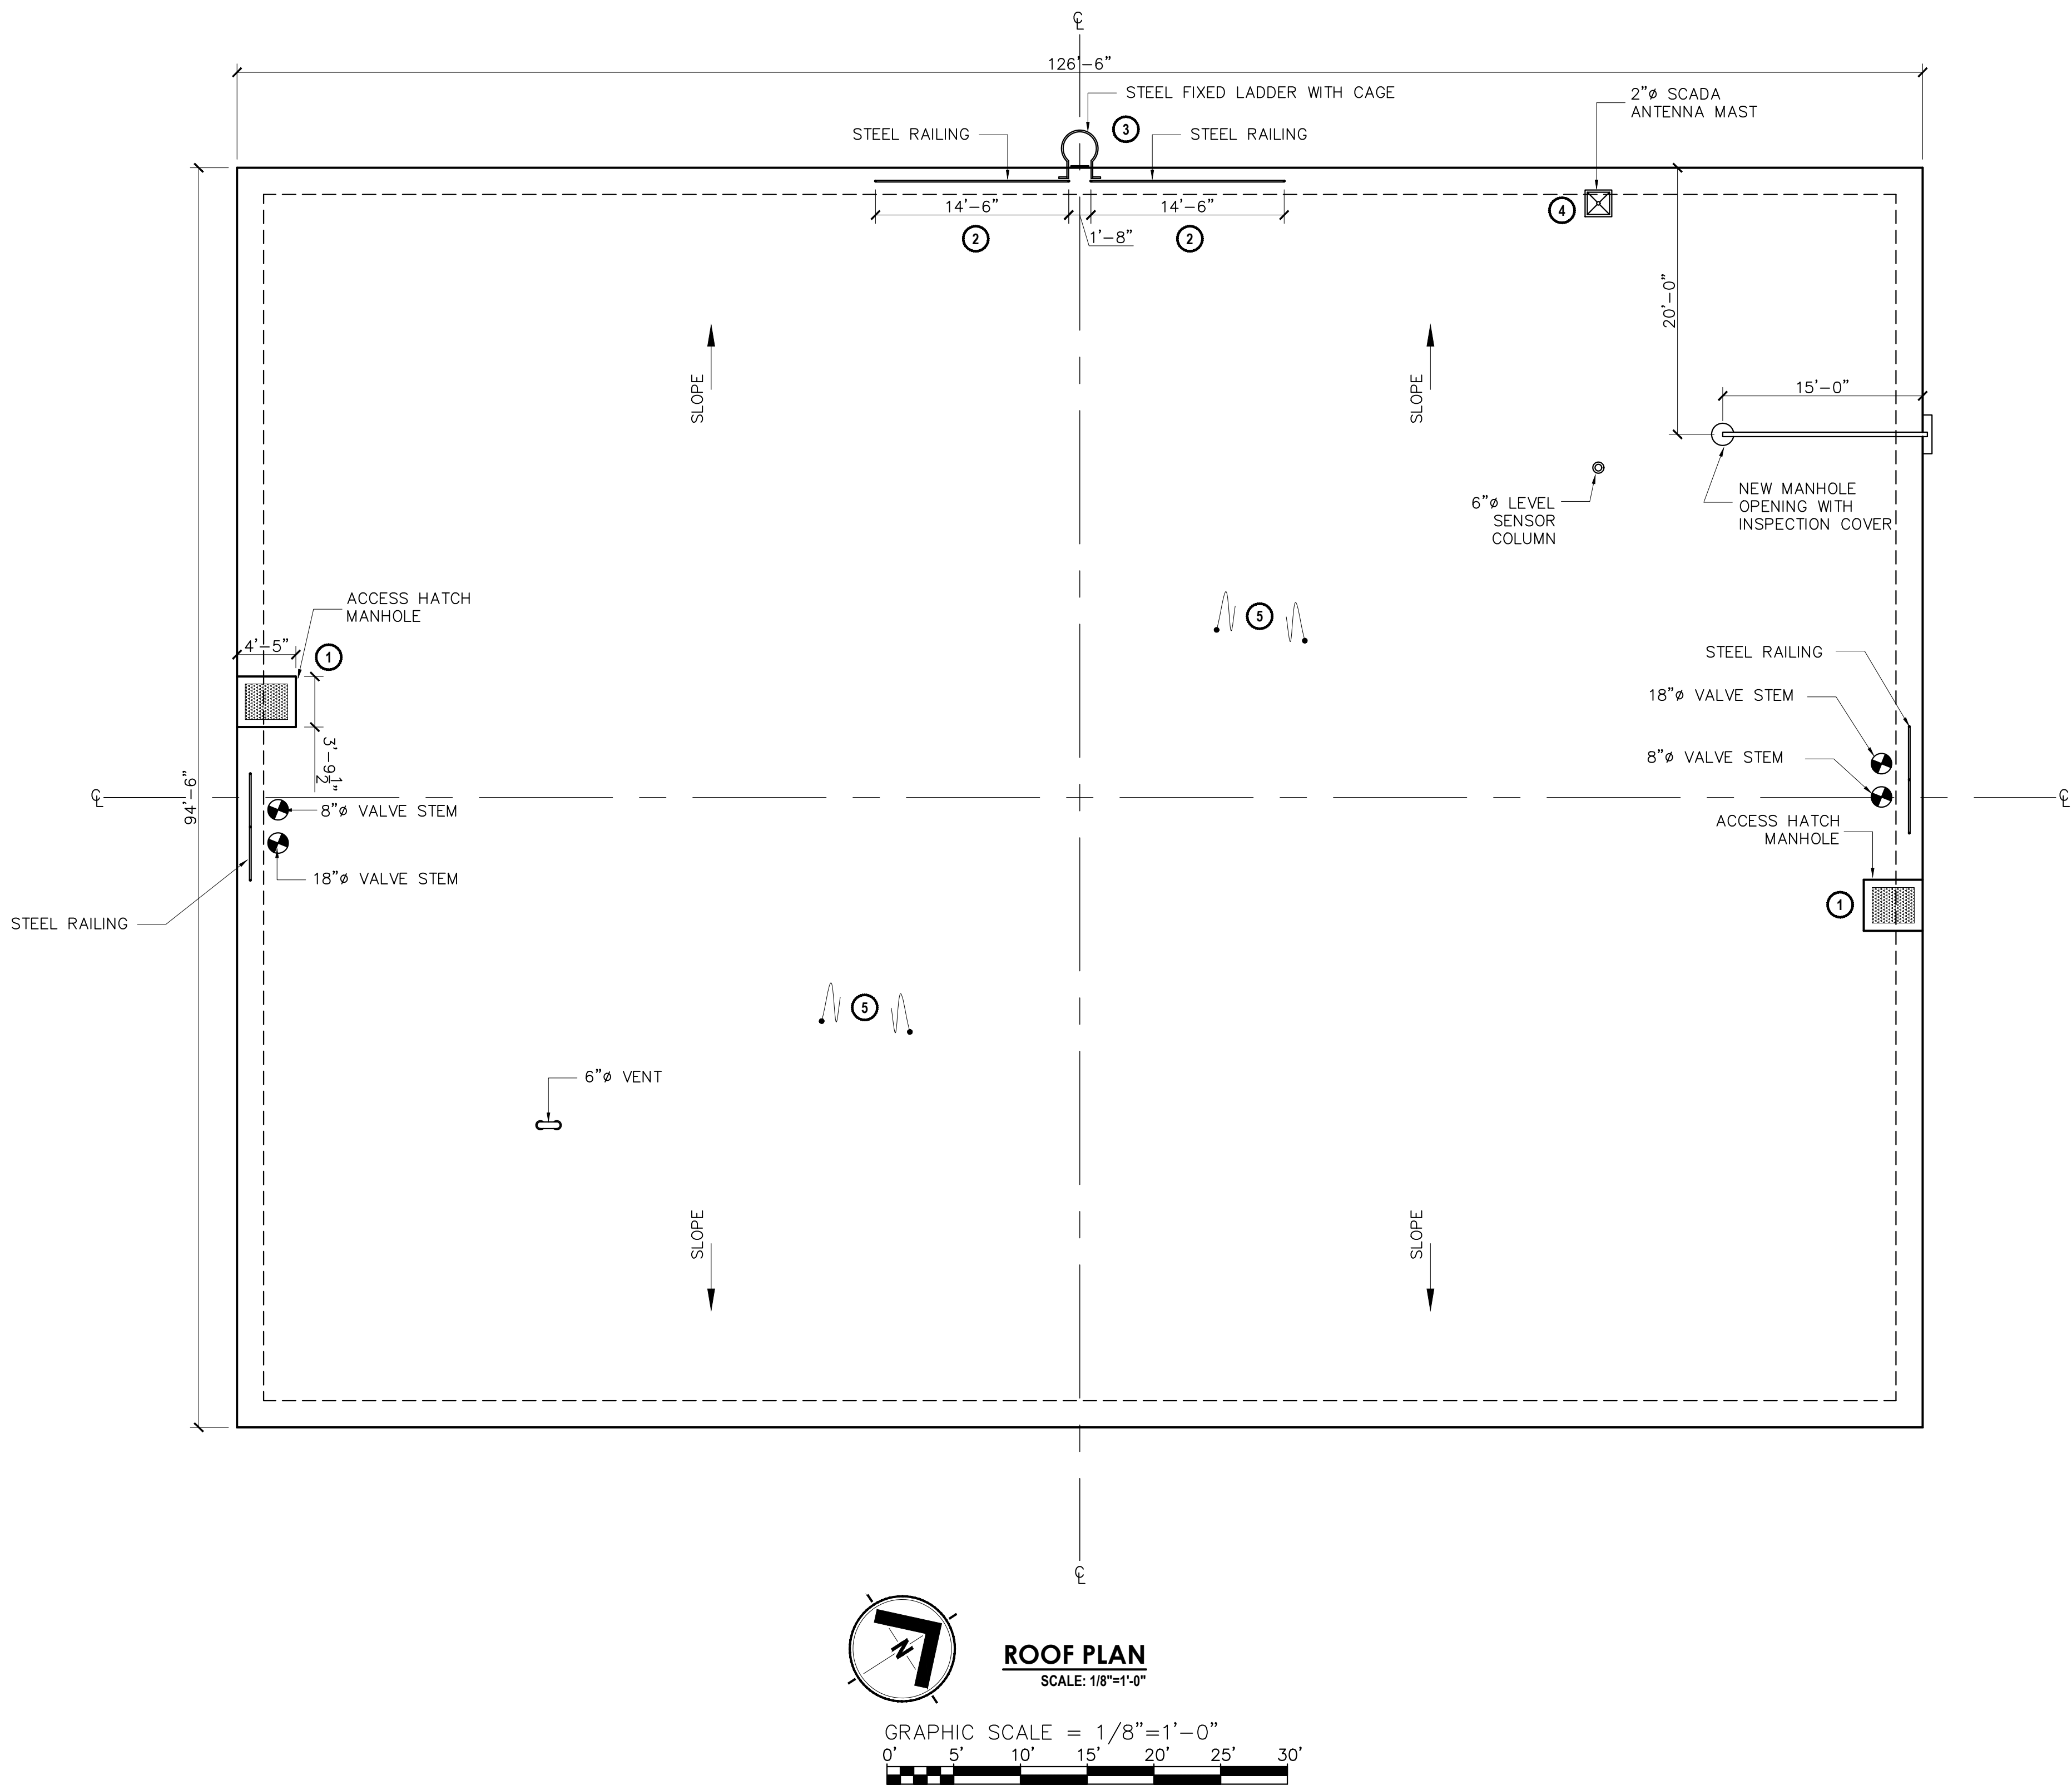 ℄
126'-6"
STEEL FIXED LADDER WITH CAGE
2"ø SCADA
ANTENNA MAST
3
STEEL RAILING
STEEL RAILING
14'-6"
14'-6"
4
2
1'-8"
2
20'-0"
SLOPE
SLOPE
15'-0"
NEW MANHOLE
OPENING WITH
INSPECTION COVER
6"ø LEVEL
SENSOR
COLUMN
ACCESS HATCH
MANHOLE
5
4'-5"
1
STEEL RAILING
18"ø VALVE STEM
3'-9½"
8"ø VALVE STEM
94'-6"
℄
℄
8"ø VALVE STEM
ACCESS HATCH
MANHOLE
18"ø VALVE STEM
1
STEEL RAILING
5
6"ø VENT
SLOPE
SLOPE
℄
N
ROOF PLAN
SCALE: 1/8"=1'-0"
GRAPHIC SCALE = 1/8"=1'-0"
0' 5' 10' 15' 20' 25' 30'